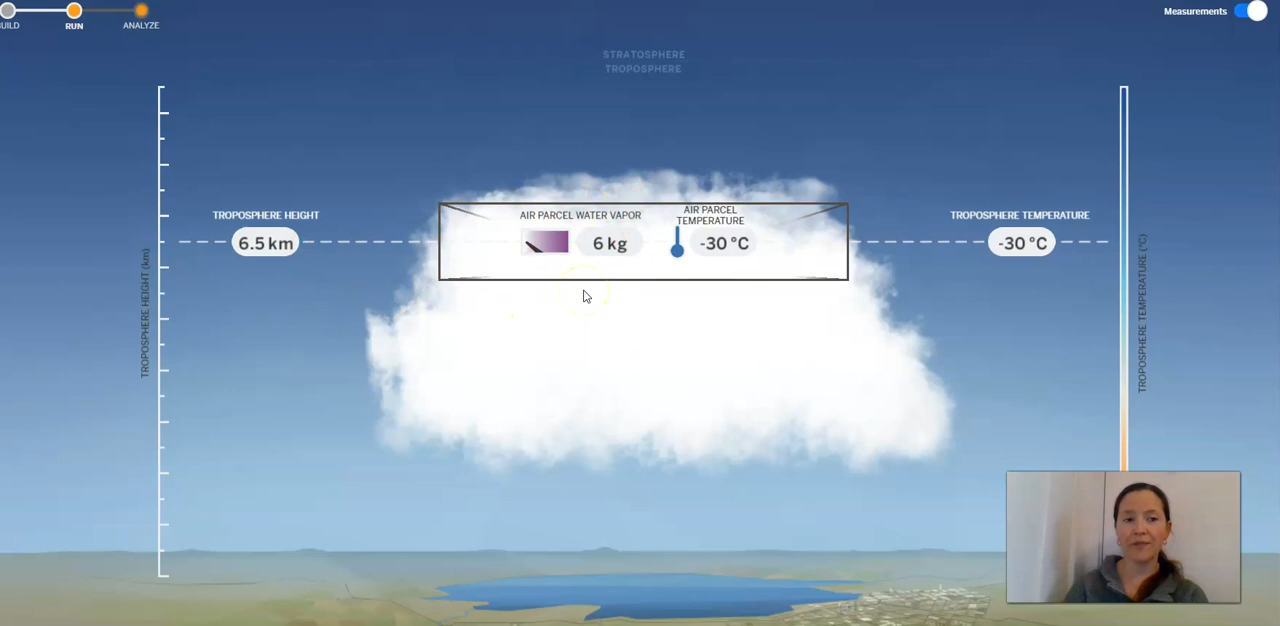 UILD
RUN
ANALYZE
Measurements
STRATOSPHERE
TROPOSPHERE
TROPOSPHERE HEIGHT
6.5 km
AIR PARCEL WATER VAPOR
6 kg
AIR PARCEL
TEMPERATURE
-30 °C
TROPOSPHERE TEMPERATURE
-30 °C
TROPOSPHERE HEIGHT (km)
TROPOSPHERE TEMPERATURE (°C)